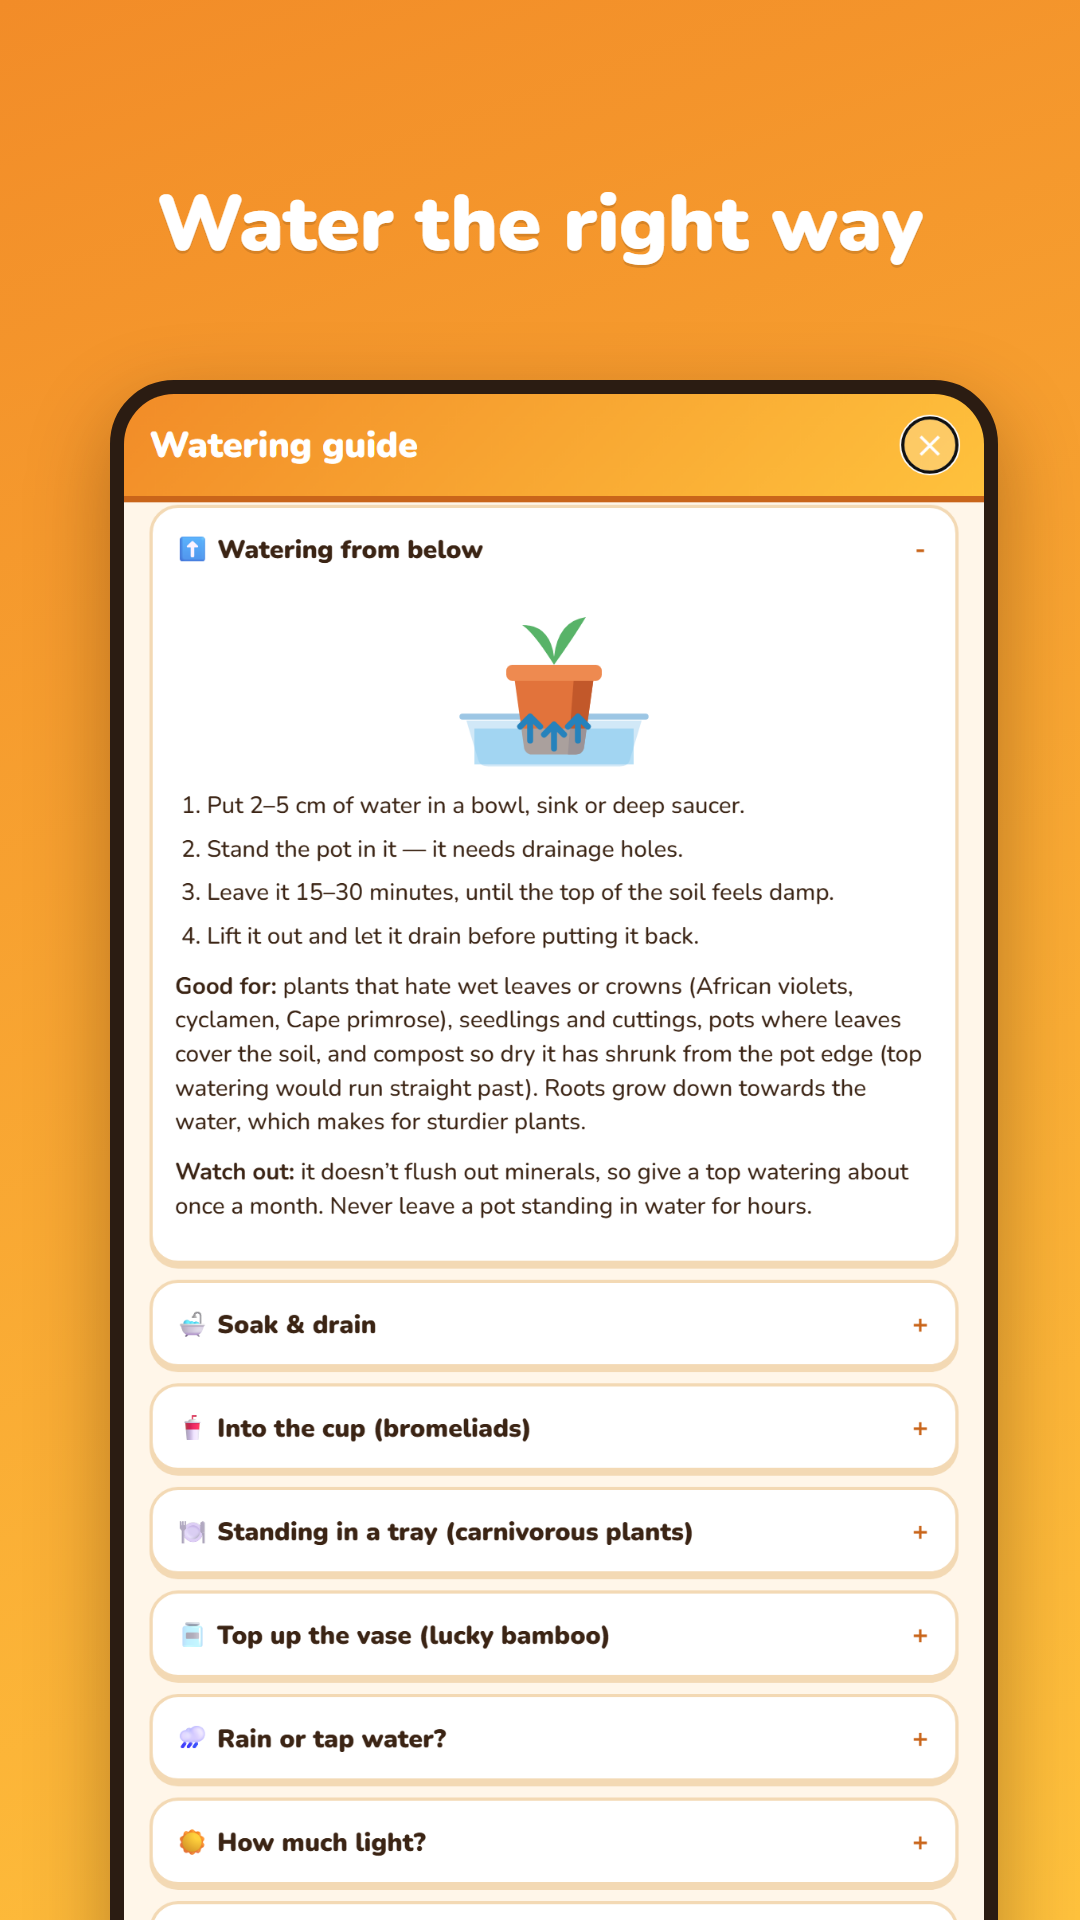 Water the right way
Watering guide
Watering from below
-
1. Put 2–5 cm of water in a bowl, sink or deep saucer.
2. Stand the pot in it — it needs drainage holes.
3. Leave it 15–30 minutes, until the top of the soil feels damp.
4. Lift it out and let it drain before putting it back.
Good for: plants that hate wet leaves or crowns (African violets,
cyclamen, Cape primrose), seedlings and cuttings, pots where leaves
cover the soil, and compost so dry it has shrunk from the pot edge (top
watering would run straight past). Roots grow down towards the
water, which makes for sturdier plants.
Watch out: it doesn’t flush out minerals, so give a top watering about
once a month. Never leave a pot standing in water for hours.
Soak & drain +
Into the cup (bromeliads) +
Standing in a tray (carnivorous plants) +
Top up the vase (lucky bamboo) +
Rain or tap water? +
How much light? +